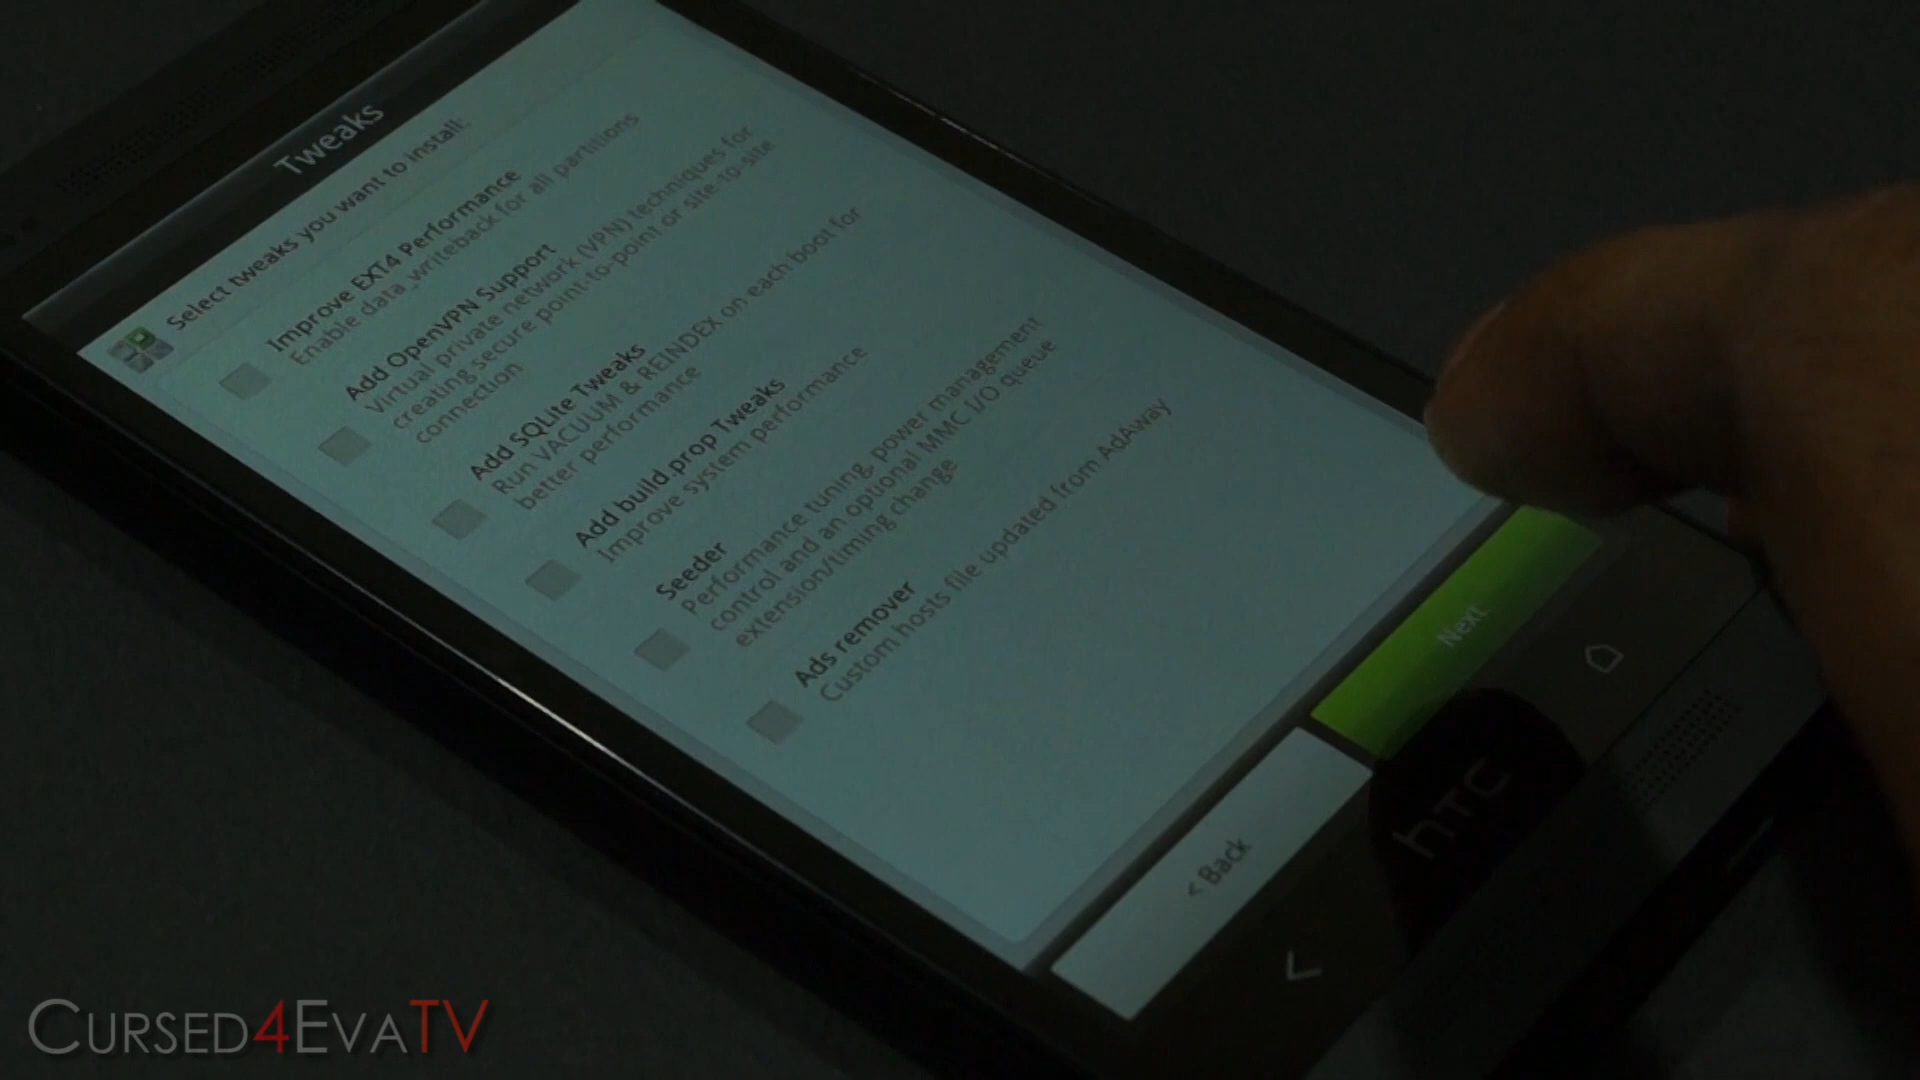 Tweaks
Select tweaks you want to install:
Improve EXT4 Performance
Enable data_writeback for all partitions
Add OpenVPN Support
Virtual private network (VPN) techniques for
creating secure point-to-point or site-to-site
connection
Add SQLite Tweaks
Run VACUUM & REINDEX on each boot for
better performance
Add build.prop Tweaks
Improve system performance
Seeder
Performance tuning, power management
control and an optional MMC I/O queue
extension/timing change
Ads remover
Custom hosts file updated from AdAway
< Back
Next
hTC
CURSED4EVATV